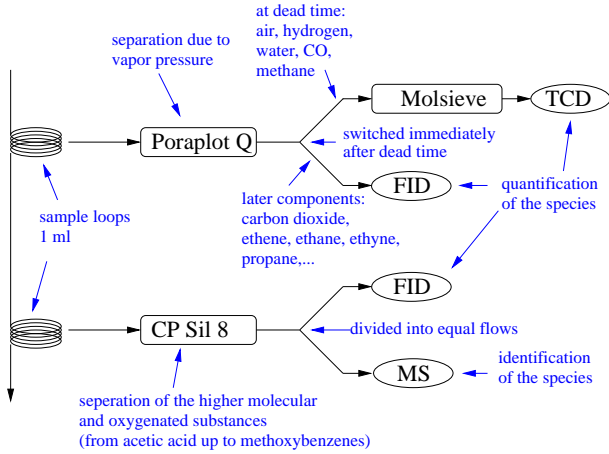 at dead time:
air, hydrogen,
water, CO,
methane
separation due to
vapor pressure
Molsieve
TCD
Poraplot Q
switched immediately
after dead time
FID
later components:
carbon dioxide,
ethene, ethane, ethyne,
propane,...
quantification
of the species
sample loops
1 ml
FID
CP Sil 8
divided into equal flows
MS
identification
of the species
seperation of the higher molecular
and oxygenated substances
(from acetic acid up to methoxybenzenes)